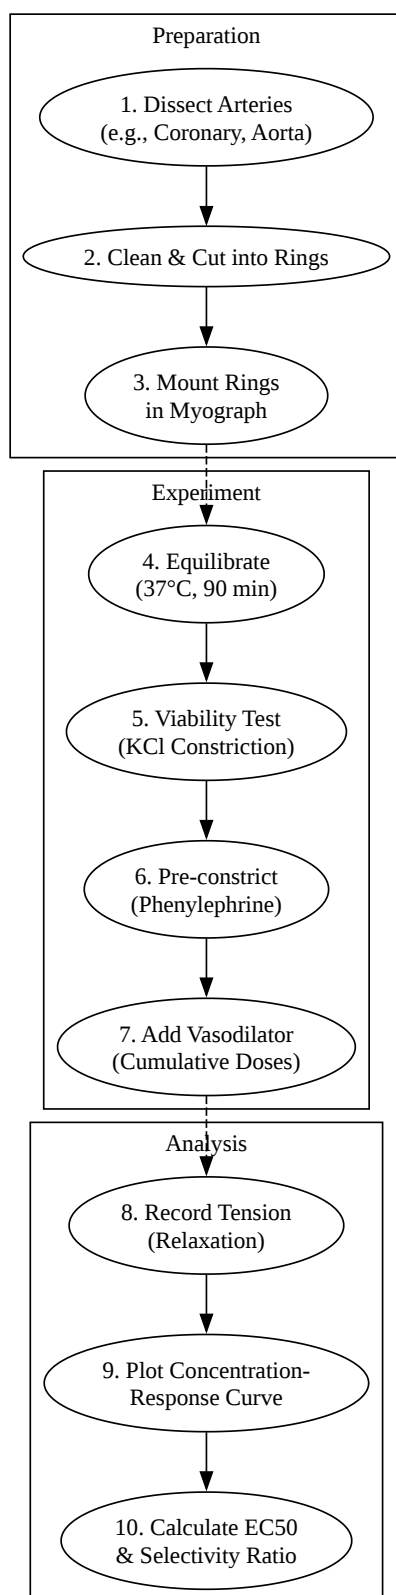 Preparation
1. Dissect Arteries
(e.g., Coronary, Aorta)
2. Clean & Cut into Rings
3. Mount Rings
in Myograph
Experiment
4. Equilibrate
(37°C, 90 min)
5. Viability Test
(KCl Constriction)
6. Pre-constrict
(Phenylephrine)
7. Add Vasodilator
(Cumulative Doses)
Analysis
8. Record Tension
(Relaxation)
9. Plot Concentration-
Response Curve
10. Calculate EC50
& Selectivity Ratio